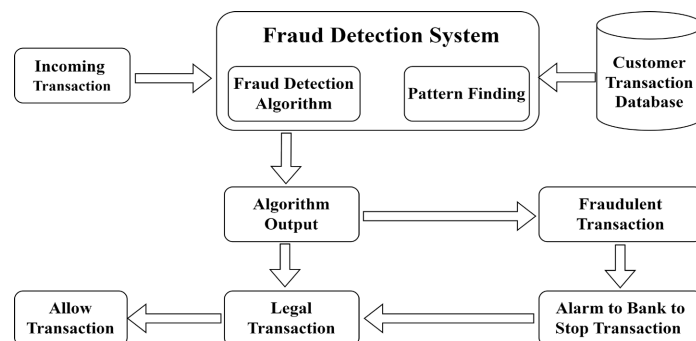 Fraud Detection System
Incoming
Transaction
Fraud Detection
Algorithm
Pattern Finding
Customer
Transaction
Database
Algorithm
Output
Fraudulent
Transaction
Allow
Transaction
Legal
Transaction
Alarm to Bank to
Stop Transaction